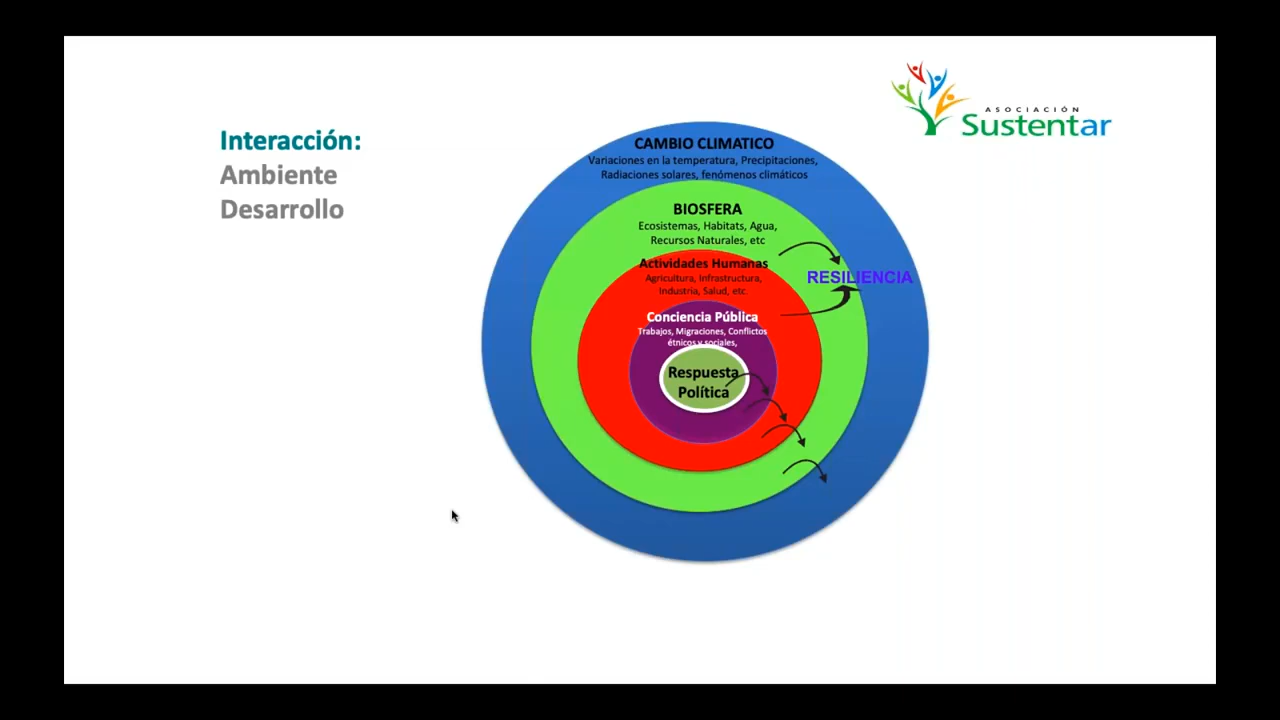 ASOCIACIÓN
Sustentar
Interacción:
Ambiente
Desarrollo
CAMBIO CLIMATICO
Variaciones en la temperatura, Precipitaciones,
Radiaciones solares, fenómenos climáticos
BIOSFERA
Ecosistemas, Habitats, Agua,
Recursos Naturales, etc
Actividades Humanas
Agricultura, Infrastructura,
Industria, Salud, etc
RESILIENCIA
Conciencia Pública
Trabajos, Migraciones, Conflictos
étnicos y sociales,
Respuesta
Política